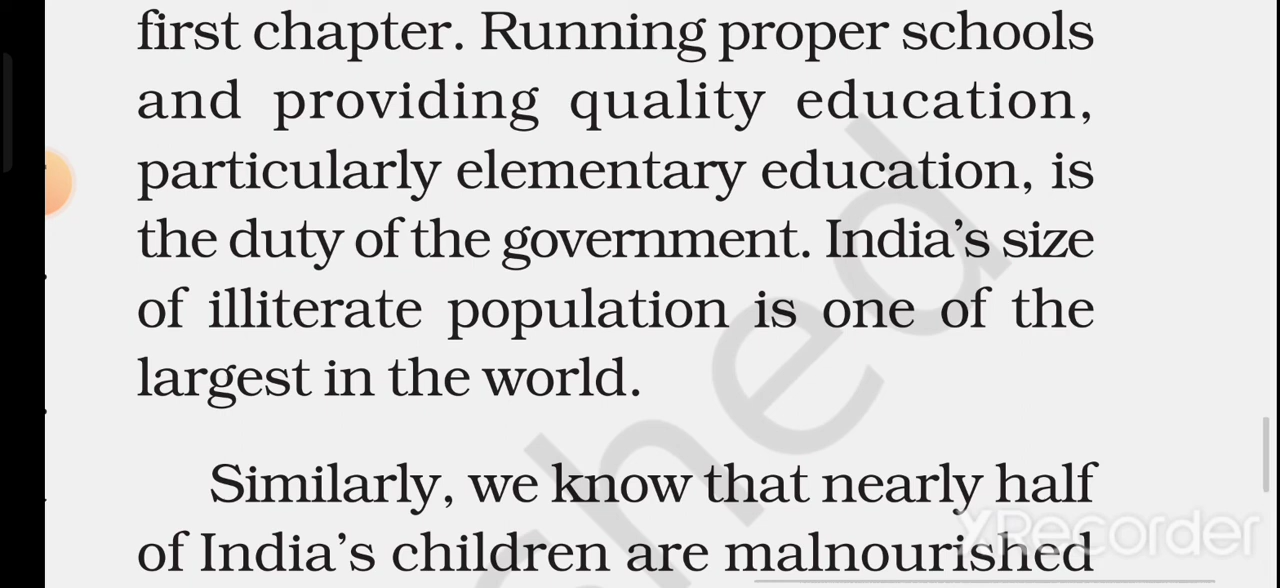 first chapter. Running proper schools
and providing quality education,
particularly elementary education, is
the duty of the government. India’s size
of illiterate population is one of the
largest in the world.
Similarly, we know that nearly half
of India’s children are malnourished
XRecorder